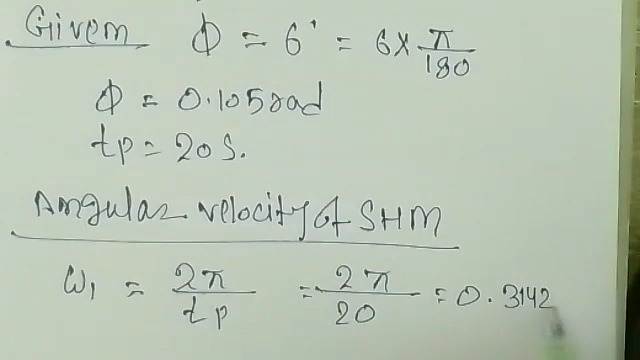 Given φ = 6° = 6 × π/180
φ = 0.105 rad
tp = 20 s.
Angular velocity of SHM
ω₁ = 2π/tp = 2π/20 = 0.3142